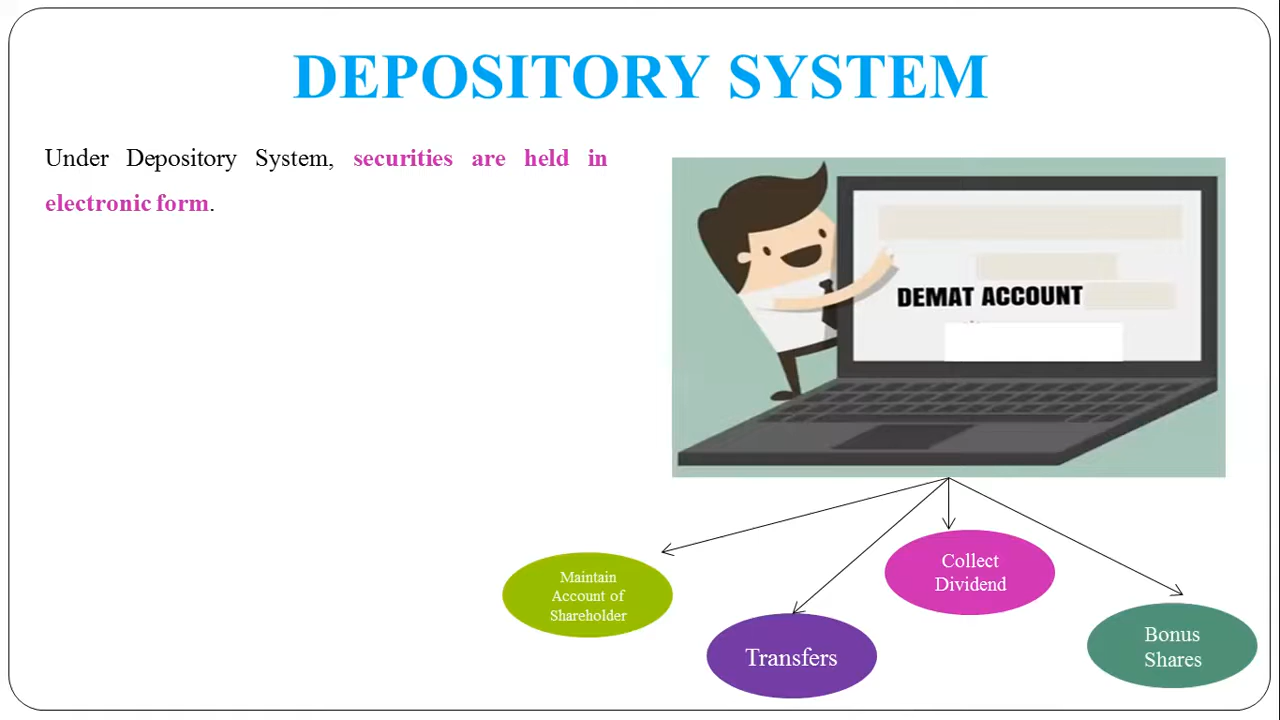 DEPOSITORY SYSTEM
Under Depository System, securities are held in
electronic form.
DEMAT ACCOUNT
Maintain
Account of
Shareholder
Transfers
Collect
Dividend
Bonus
Shares